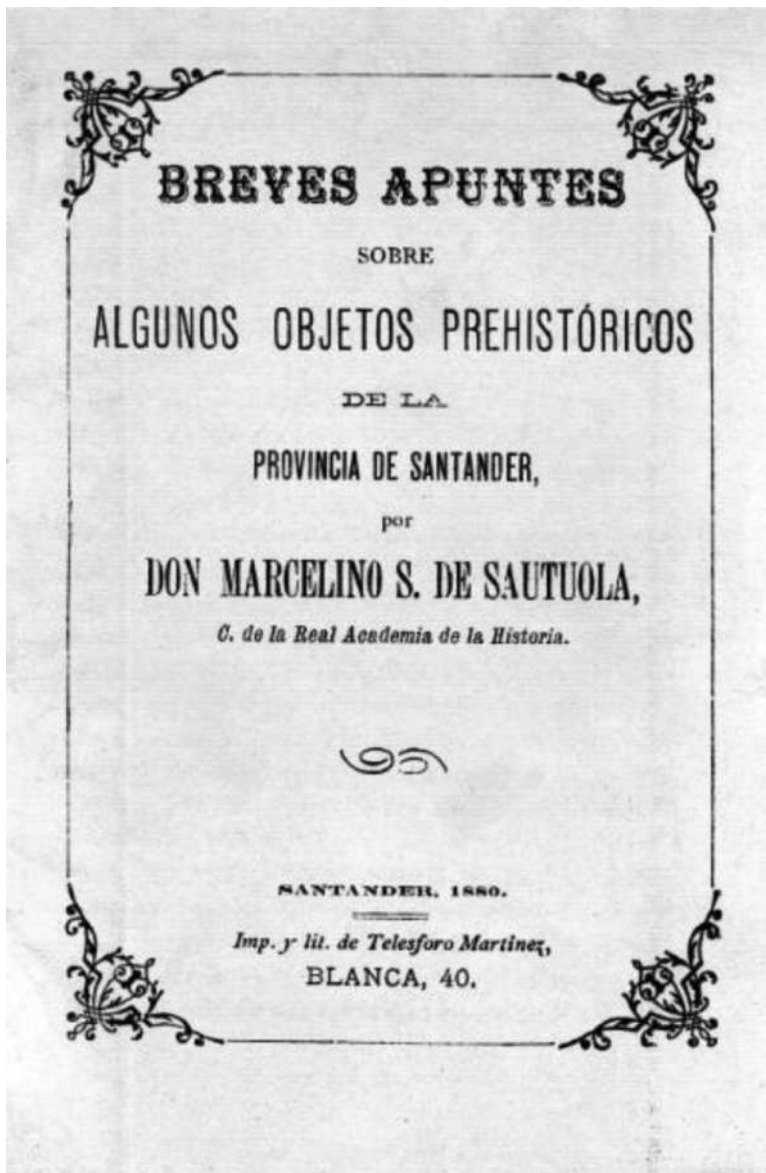 BREVES APUNTES
SOBRE
ALGUNOS OBJETOS PREHISTÓRICOS
DE LA
PROVINCIA DE SANTANDER,
por
DON MARCELINO S. DE SAUTUOLA,
C. de la Real Academia de la Historia.
SANTANDER, 1880.
Imp. y lit. de Telesforo Martinez,
BLANCA, 40.